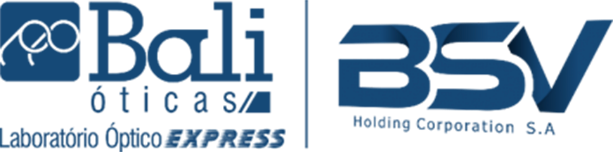 Bali
óticas
Laboratório Óptico EXPRESS
BSV
Holding Corporation S.A